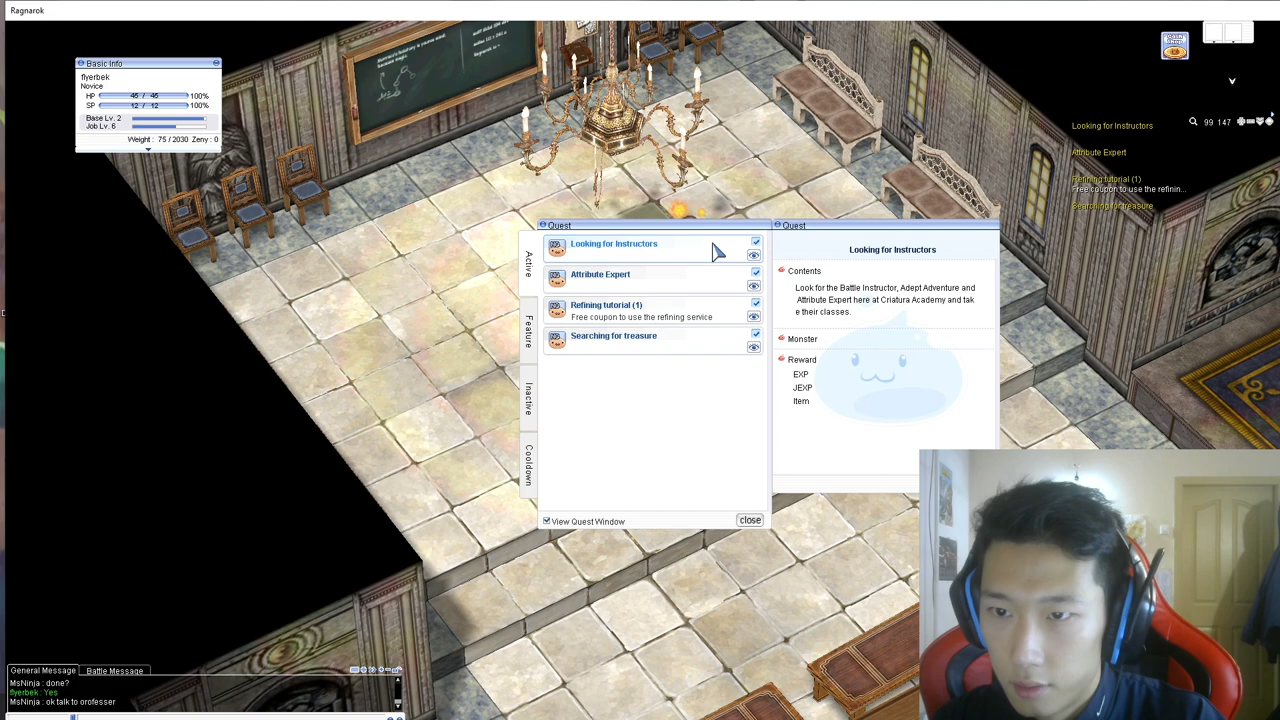 Ragnarok
Basic Info
flyerbek
Novice
HP 45 / 45 100%
SP 12 / 12 100%
Base Lv. 2
Job Lv. 6
Weight : 75 / 2030 Zeny : 0
99 147
Looking for Instructors
Attribute Expert
Refining tutorial (1)
Free coupon to use the refinin...
Searching for treasure
Quest
Active
Feature
Inactive
Cooldown
Looking for Instructors
Attribute Expert
Refining tutorial (1)
Free coupon to use the refining service
Searching for treasure
View Quest Window
close
Quest
Looking for Instructors
Contents
Look for the Battle Instructor, Adept Adventure and
Attribute Expert here at Criatura Academy and tak
e their classes.
Monster
Reward
EXP
JEXP
Item
General Message
Battle Message
MsNinja : done?
flyerbek : Yes
MsNinja : ok talk to orofesser